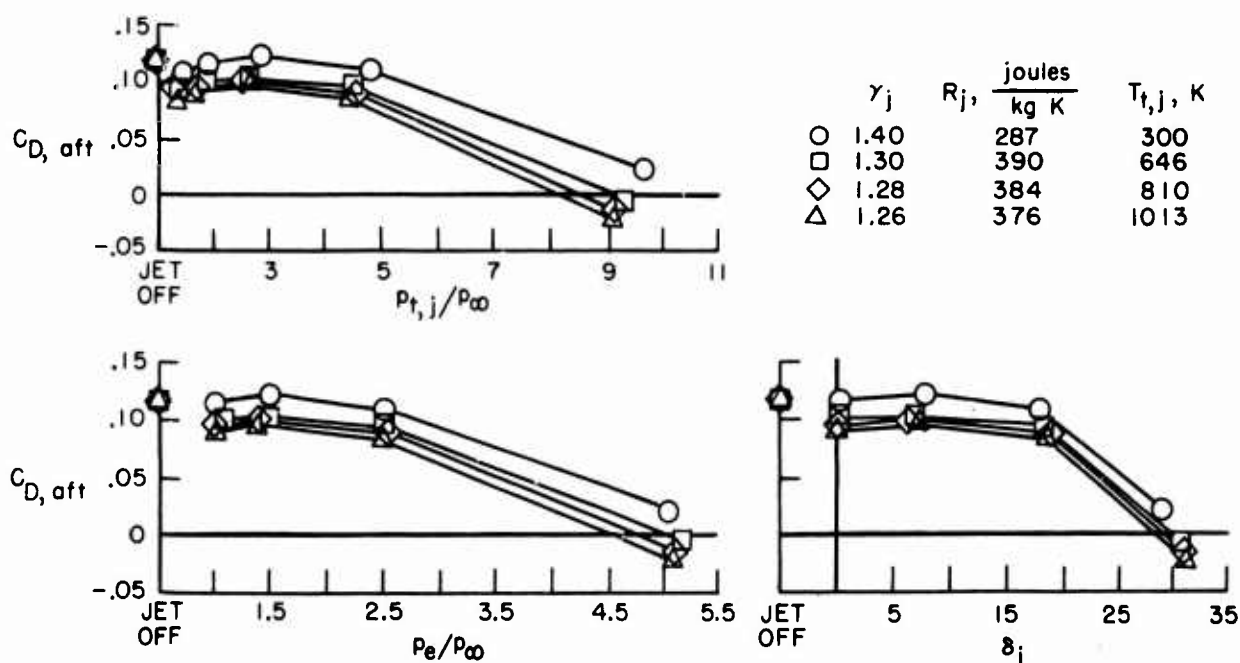 .15
.10
.05
0
-.05
C_D, aft
JET OFF
3 5 7 9 11
p_t,j/p_∞
γ_j R_j, joules/kg K T_t,j, K
○ 1.40 287 300
□ 1.30 390 646
◇ 1.28 384 810
△ 1.26 376 1013
.15
.10
.05
0
-.05
C_D, aft
JET OFF
1.5 2.5 3.5 4.5 5.5
p_e/p_∞
JET OFF
5 15 25 35
δ_j